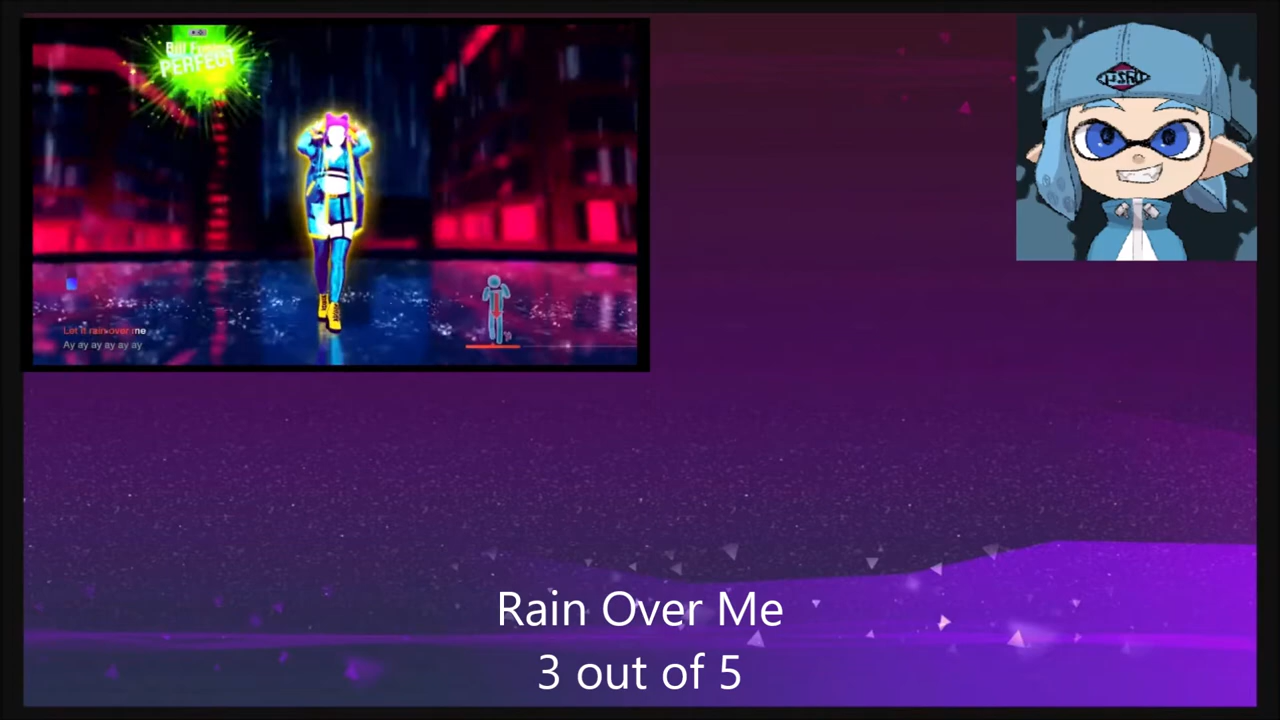 PERFECT
Let it rain over me
Ay ay ay ay ay ay
Rain Over Me
3 out of 5